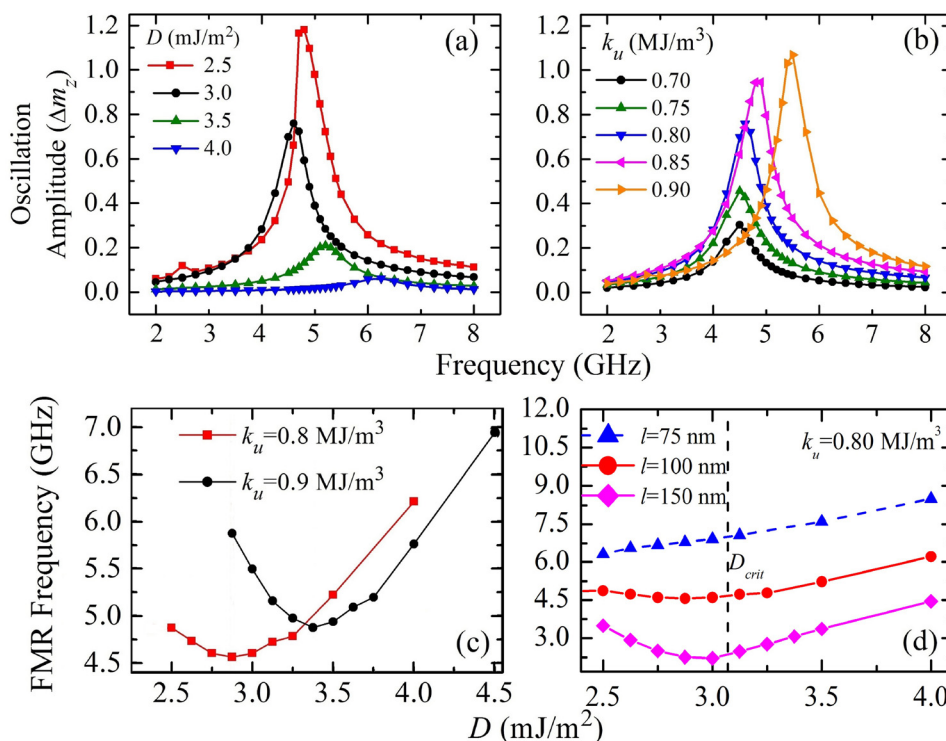 (a)
D (mJ/m²)
2.5
3.0
3.5
4.0
Oscillation
Amplitude (Δm_z)
1.2
1.0
0.8
0.6
0.4
0.2
0.0
2 3 4 5 6 7 8
(b)
k_u (MJ/m³)
0.70
0.75
0.80
0.85
0.90
1.2
1.0
0.8
0.6
0.4
0.2
0.0
2 3 4 5 6 7 8
Frequency (GHz)
FMR Frequency (GHz)
7.0
6.5
6.0
5.5
5.0
4.5
k_u=0.8 MJ/m³
k_u=0.9 MJ/m³
(c)
2.5 3.0 3.5 4.0 4.5
12.0
10.5
9.0
7.5
6.0
4.5
3.0
l=75 nm
l=100 nm
l=150 nm
k_u=0.80 MJ/m³
D_crit
(d)
2.5 3.0 3.5 4.0
D (mJ/m²)